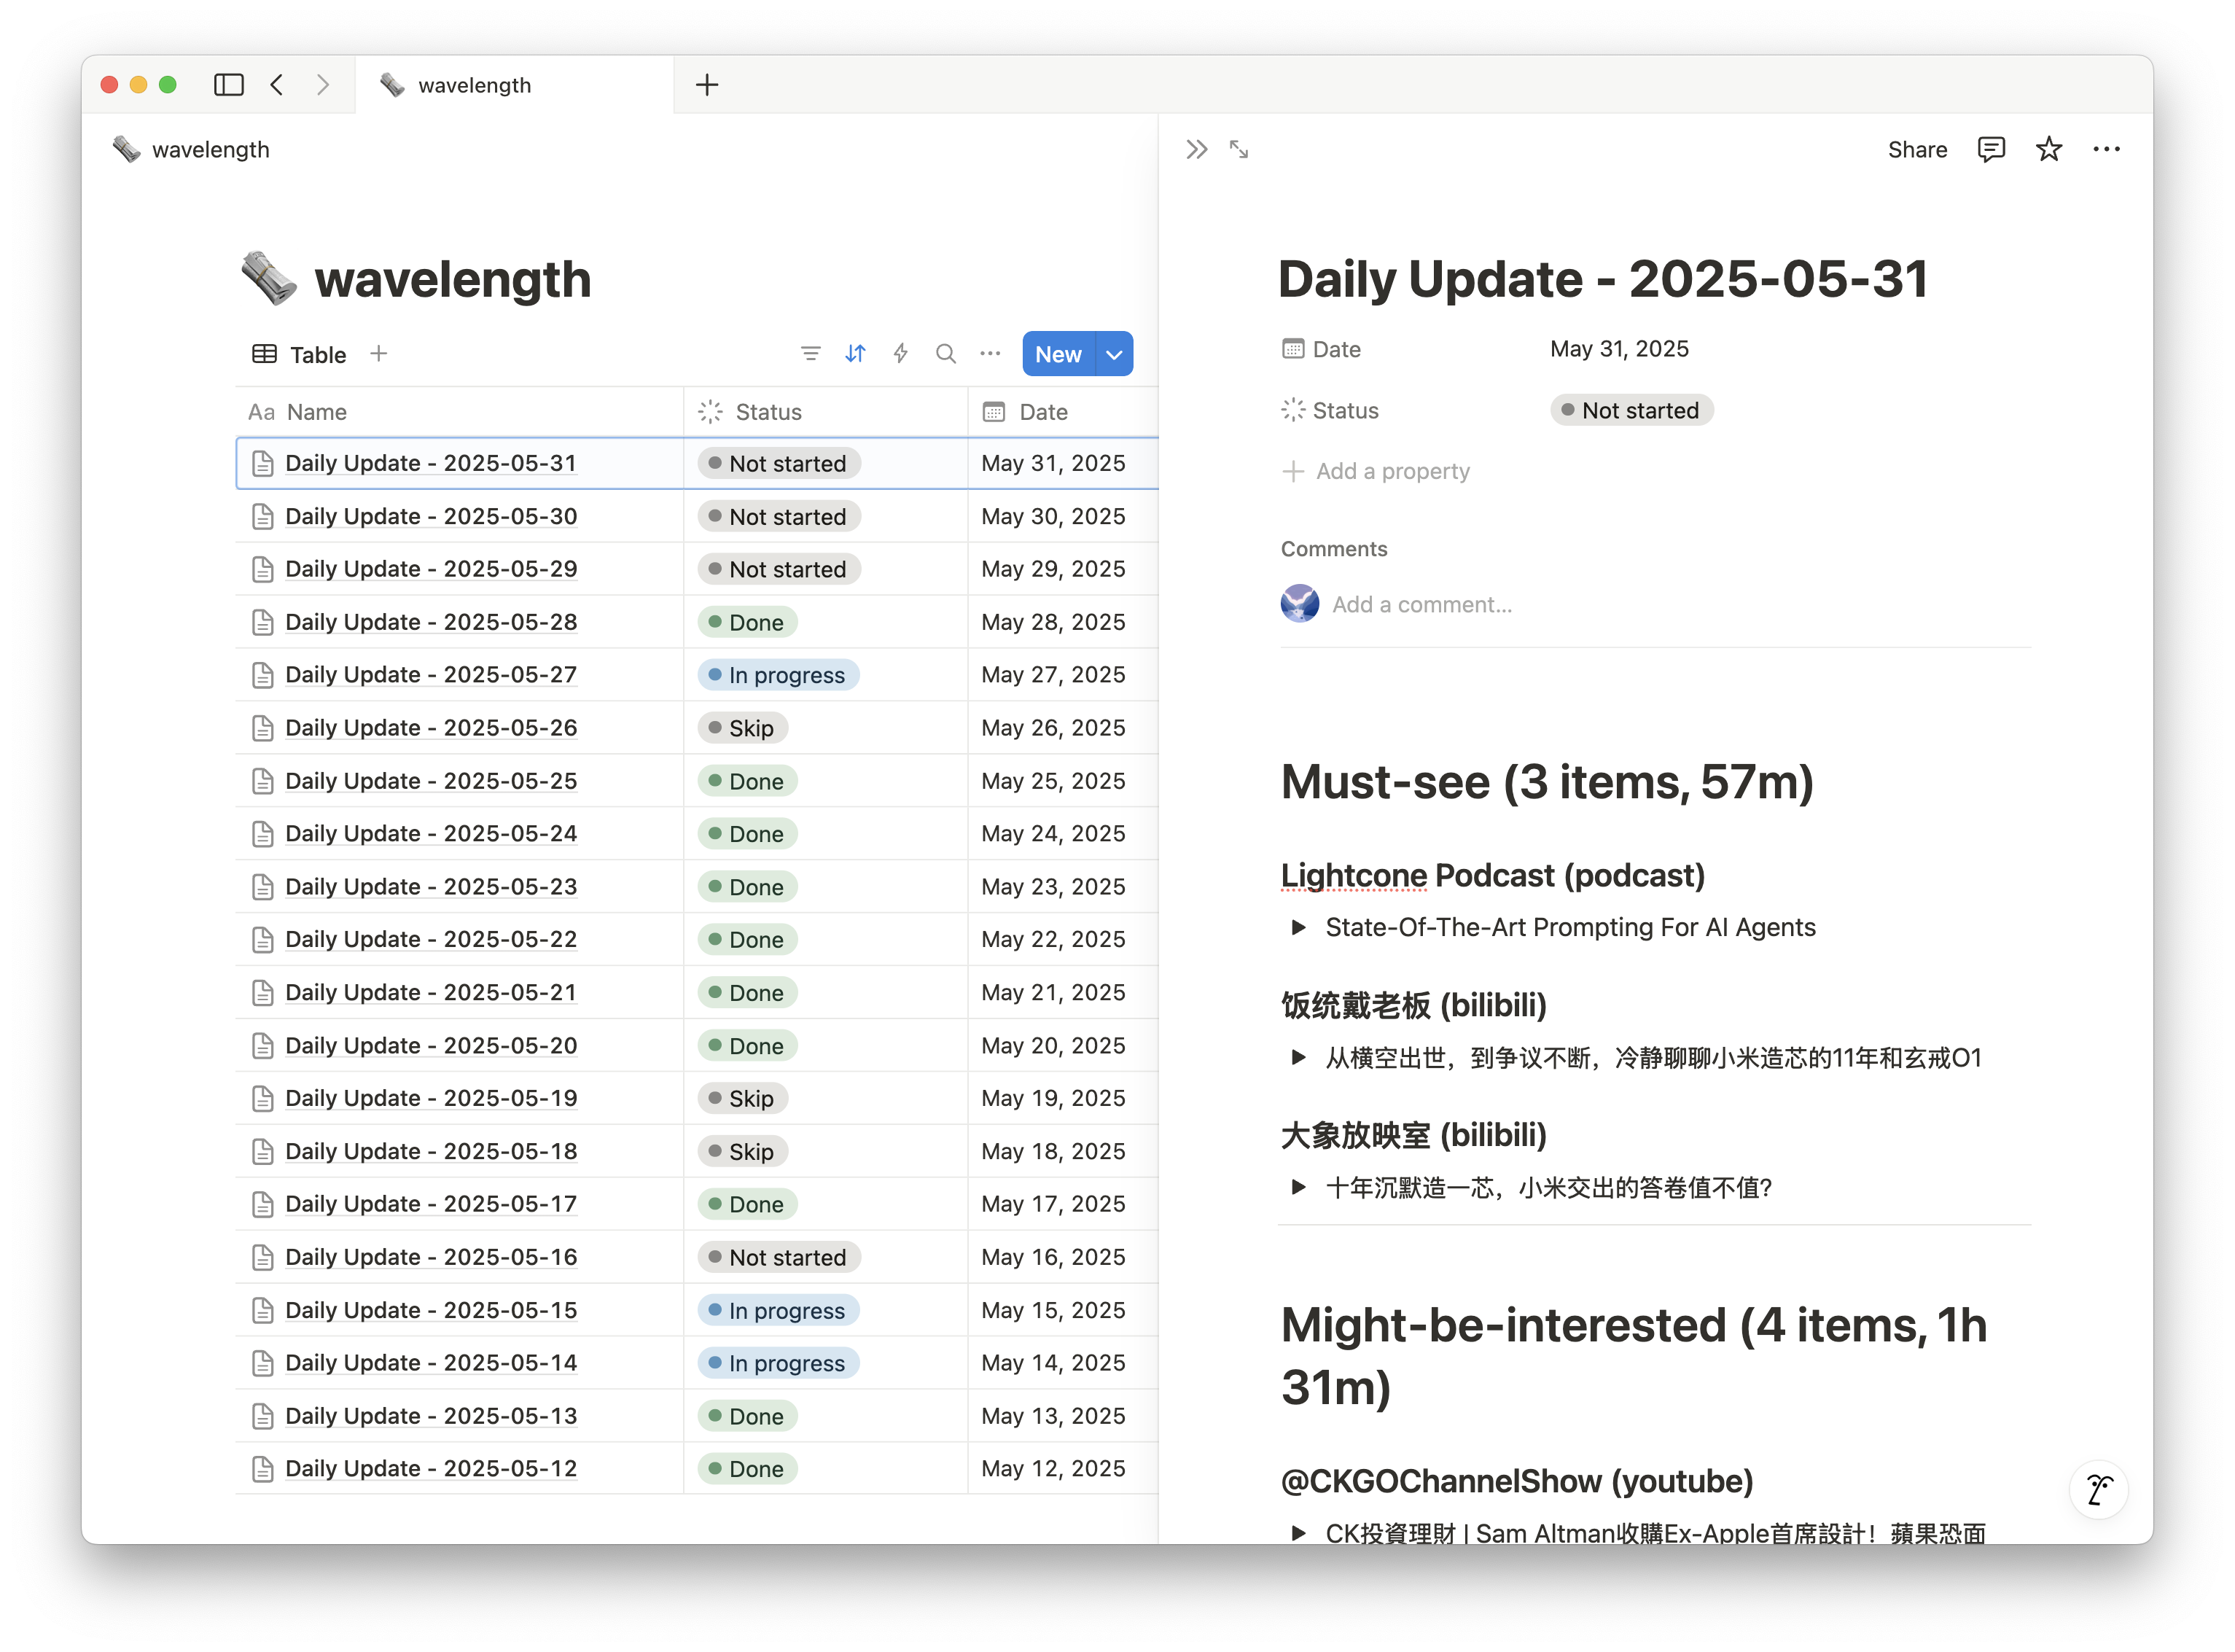 wavelength
wavelength
Share
wavelength
Table
New
Aa Name Status Date
Daily Update - 2025-05-31 Not started May 31, 2025
Daily Update - 2025-05-30 Not started May 30, 2025
Daily Update - 2025-05-29 Not started May 29, 2025
Daily Update - 2025-05-28 Done May 28, 2025
Daily Update - 2025-05-27 In progress May 27, 2025
Daily Update - 2025-05-26 Skip May 26, 2025
Daily Update - 2025-05-25 Done May 25, 2025
Daily Update - 2025-05-24 Done May 24, 2025
Daily Update - 2025-05-23 Done May 23, 2025
Daily Update - 2025-05-22 Done May 22, 2025
Daily Update - 2025-05-21 Done May 21, 2025
Daily Update - 2025-05-20 Done May 20, 2025
Daily Update - 2025-05-19 Skip May 19, 2025
Daily Update - 2025-05-18 Skip May 18, 2025
Daily Update - 2025-05-17 Done May 17, 2025
Daily Update - 2025-05-16 Not started May 16, 2025
Daily Update - 2025-05-15 In progress May 15, 2025
Daily Update - 2025-05-14 In progress May 14, 2025
Daily Update - 2025-05-13 Done May 13, 2025
Daily Update - 2025-05-12 Done May 12, 2025
Daily Update - 2025-05-31
Date May 31, 2025
Status Not started
Add a property
Comments
Add a comment...
Must-see (3 items, 57m)
Lightcone Podcast (podcast)
State-Of-The-Art Prompting For AI Agents
饭统戴老板 (bilibili)
从横空出世，到争议不断，冷静聊聊小米造芯的11年和玄戒O1
大象放映室 (bilibili)
十年沉默造一芯，小米交出的答卷值不值?
Might-be-interested (4 items, 1h
31m)
@CKGOChannelShow (youtube)
CK投資理財 | Sam Altman收購Ex-Apple首席設計！蘋果恐面